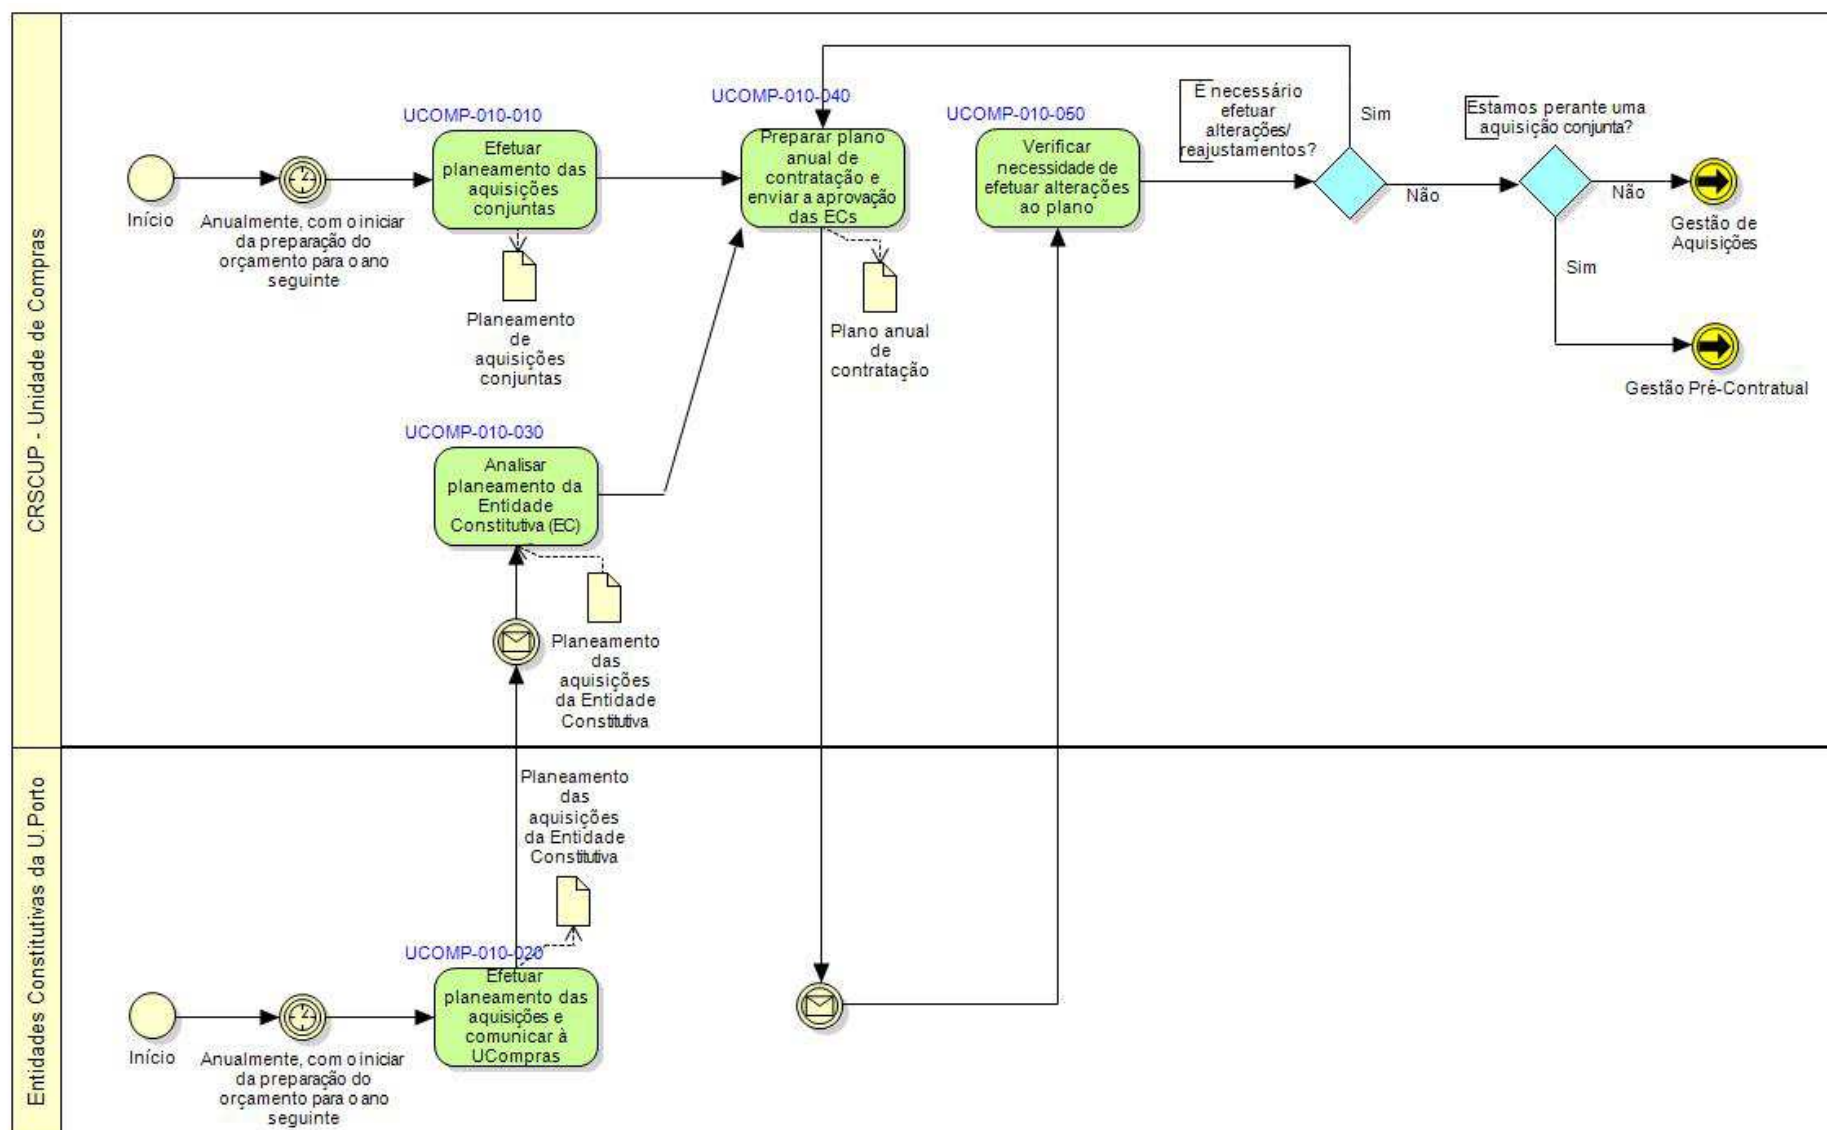 CRSCUP - Unidade de Compras
Início
Anualmente, com o iniciar
da preparação do
orçamento para o ano
seguinte
UCOMP-010-010
Efetuar
planeamento das
aquisições
conjuntas
Planeamento
de
aquisições
conjuntas
UCOMP-010-040
Preparar plano
anual de
contratação e
enviar a aprovação
das ECs
Plano anual
de
contratação
UCOMP-010-050
Verificar
necessidade de
efetuar alterações
ao plano
É necessário
efetuar
alterações/
reajustamentos?
Sim
Não
Estamos perante uma
aquisição conjunta?
Não
Sim
Gestão de
Aquisições
Gestão Pré-Contratual
UCOMP-010-030
Analisar
planeamento da
Entidade
Constitutiva (EC)
Planeamento
das
aquisições
da Entidade
Constitutiva
Entidades Constitutivas da U.Porto
Planeamento
das
aquisições
da Entidade
Constitutiva
Início
Anualmente, com o iniciar
da preparação do
orçamento para o ano
seguinte
UCOMP-010-020
Efetuar
planeamento das
aquisições e
comunicar à
UCompras